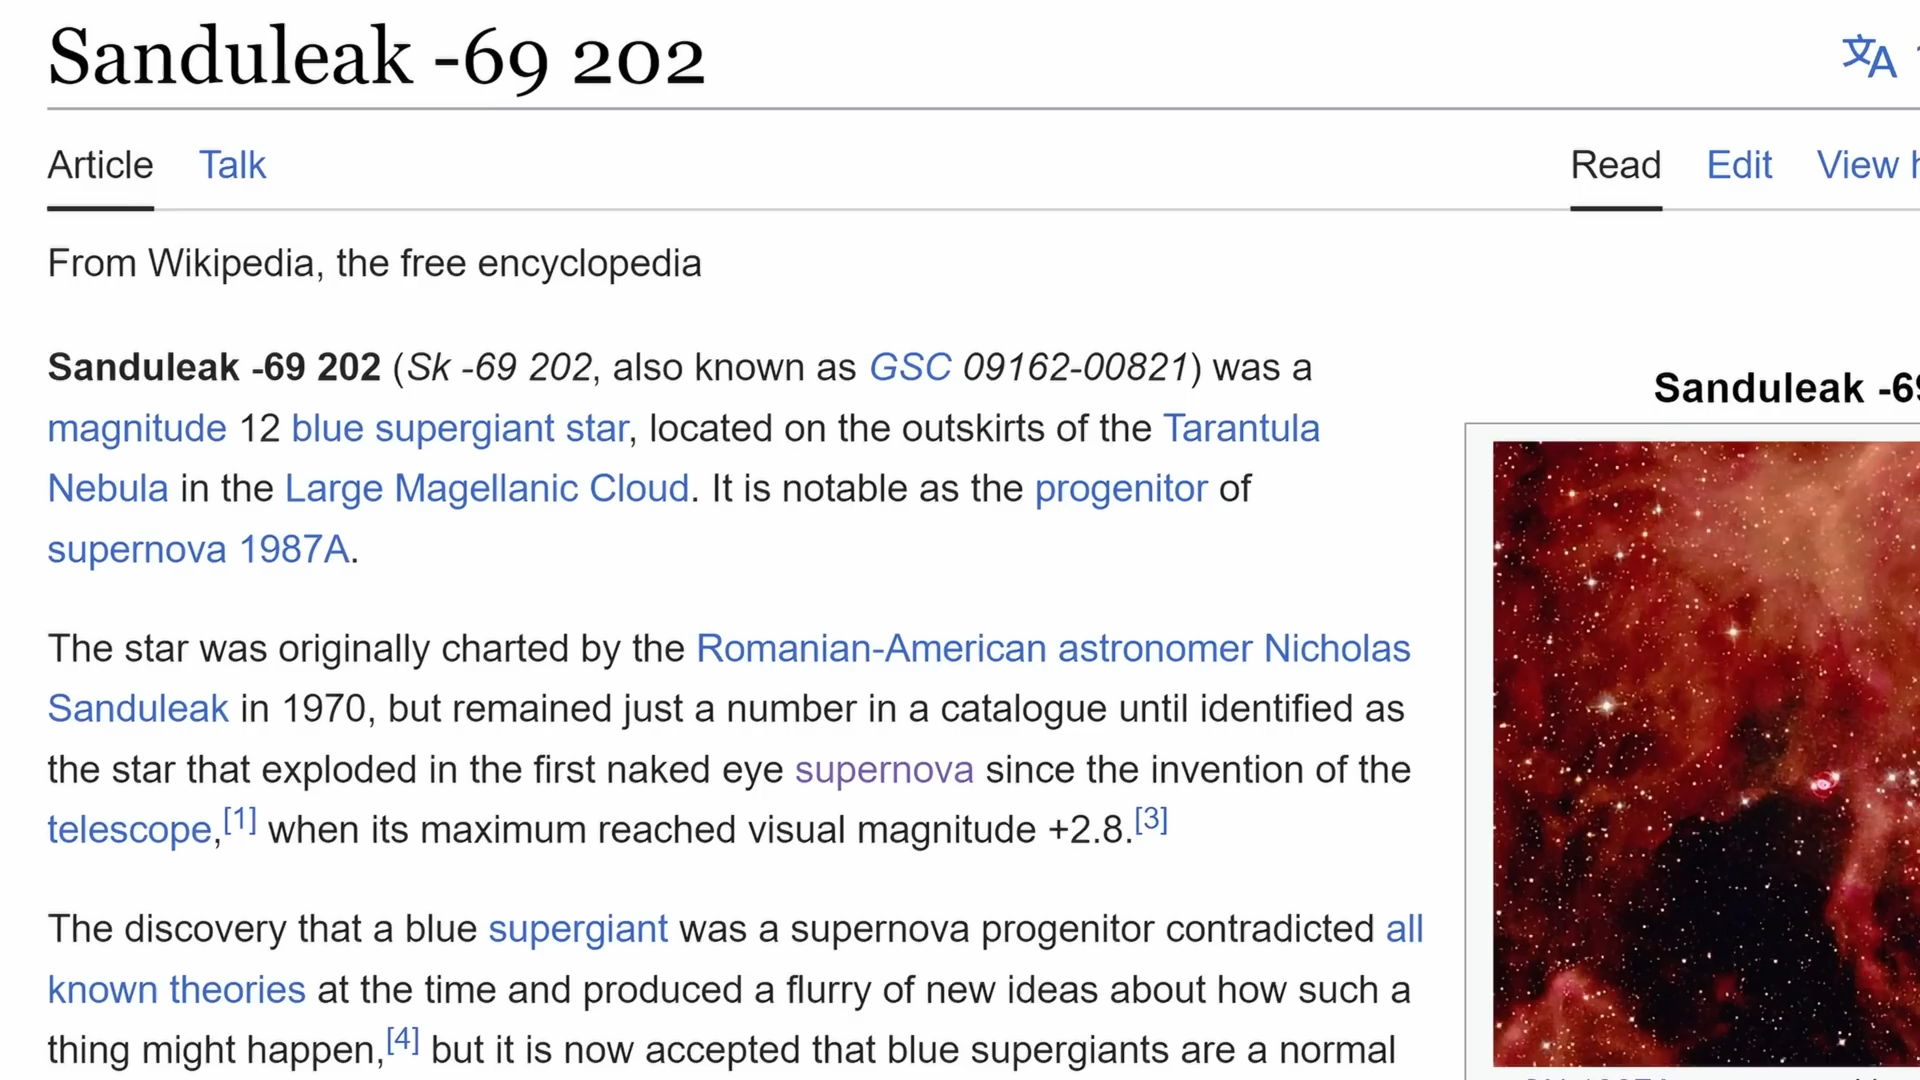 Sanduleak -69 202
文A
Article Talk
Read Edit View
From Wikipedia, the free encyclopedia
Sanduleak -69 202 (Sk -69 202, also known as GSC 09162-00821) was a
magnitude 12 blue supergiant star, located on the outskirts of the Tarantula
Nebula in the Large Magellanic Cloud. It is notable as the progenitor of
supernova 1987A.
The star was originally charted by the Romanian-American astronomer Nicholas
Sanduleak in 1970, but remained just a number in a catalogue until identified as
the star that exploded in the first naked eye supernova since the invention of the
telescope,[1] when its maximum reached visual magnitude +2.8.[3]
The discovery that a blue supergiant was a supernova progenitor contradicted all
known theories at the time and produced a flurry of new ideas about how such a
thing might happen,[4] but it is now accepted that blue supergiants are a normal
Sanduleak -69